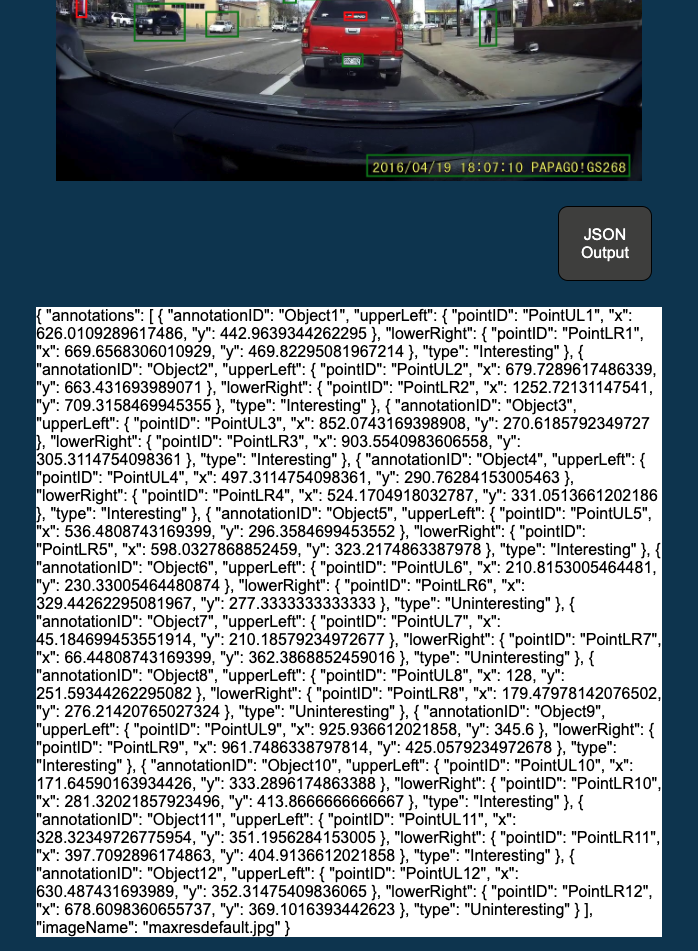 2016/04/19 18:07:10 PAPAGO!GS268
JSON
Output
{ "annotations": [ { "annotationID": "Object1", "upperLeft": { "pointID": "PointUL1", "x":
626.0109289617486, "y": 442.9639344262295 }, "lowerRight": { "pointID": "PointLR1",
"x": 669.6568306010929, "y": 469.82295081967214 }, "type": "Interesting" }, {
"annotationID": "Object2", "upperLeft": { "pointID": "PointUL2", "x": 679.7289617486339,
"y": 663.431693989071 }, "lowerRight": { "pointID": "PointLR2", "x": 1252.72131147541,
"y": 709.3158469945355 }, "type": "Interesting" }, { "annotationID": "Object3",
"upperLeft": { "pointID": "PointUL3", "x": 852.0743169398908, "y": 270.6185792349727
}, "lowerRight": { "pointID": "PointLR3", "x": 903.5540983606558, "y":
305.3114754098361 }, "type": "Interesting" }, { "annotationID": "Object4", "upperLeft": {
"pointID": "PointUL4", "x": 497.3114754098361, "y": 290.76284153005463 },
"lowerRight": { "pointID": "PointLR4", "x": 524.1704918032787, "y": 331.0513661202186
}, "type": "Interesting" }, { "annotationID": "Object5", "upperLeft": { "pointID": "PointUL5",
"x": 536.4808743169399, "y": 296.3584699453552 }, "lowerRight": { "pointID":
"PointLR5", "x": 598.0327868852459, "y": 323.2174863387978 }, "type": "Interesting" }, {
"annotationID": "Object6", "upperLeft": { "pointID": "PointUL6", "x": 210.8153005464481,
"y": 230.33005464480874 }, "lowerRight": { "pointID": "PointLR6", "x":
329.44262295081967, "y": 277.3333333333333 }, "type": "Uninteresting" }, {
"annotationID": "Object7", "upperLeft": { "pointID": "PointUL7", "x":
45.184699453551914, "y": 210.18579234972677 }, "lowerRight": { "pointID": "PointLR7",
"x": 66.44808743169399, "y": 362.3868852459016 }, "type": "Uninteresting" }, {
"annotationID": "Object8", "upperLeft": { "pointID": "PointUL8", "x": 128, "y":
251.59344262295082 }, "lowerRight": { "pointID": "PointLR8", "x": 179.47978142076502,
"y": 276.21420765027324 }, "type": "Uninteresting" }, { "annotationID": "Object9",
"upperLeft": { "pointID": "PointUL9", "x": 925.936612021858, "y": 345.6 }, "lowerRight": {
"pointID": "PointLR9", "x": 961.7486338797814, "y": 425.0579234972678 }, "type":
"Interesting" }, { "annotationID": "Object10", "upperLeft": { "pointID": "PointUL10", "x":
171.64590163934426, "y": 333.2896174863388 }, "lowerRight": { "pointID": "PointLR10",
"x": 281.32021857923496, "y": 413.8666666666667 }, "type": "Interesting" }, {
"annotationID": "Object11", "upperLeft": { "pointID": "PointUL11", "x":
328.32349726775954, "y": 351.1956284153005 }, "lowerRight": { "pointID": "PointLR11",
"x": 397.7092896174863, "y": 404.9136612021858 }, "type": "Interesting" }, {
"annotationID": "Object12", "upperLeft": { "pointID": "PointUL12", "x":
630.487431693989, "y": 352.31475409836065 }, "lowerRight": { "pointID": "PointLR12",
"x": 678.6098360655737, "y": 369.1016393442623 }, "type": "Uninteresting" } ],
"imageName": "maxresdefault.jpg" }